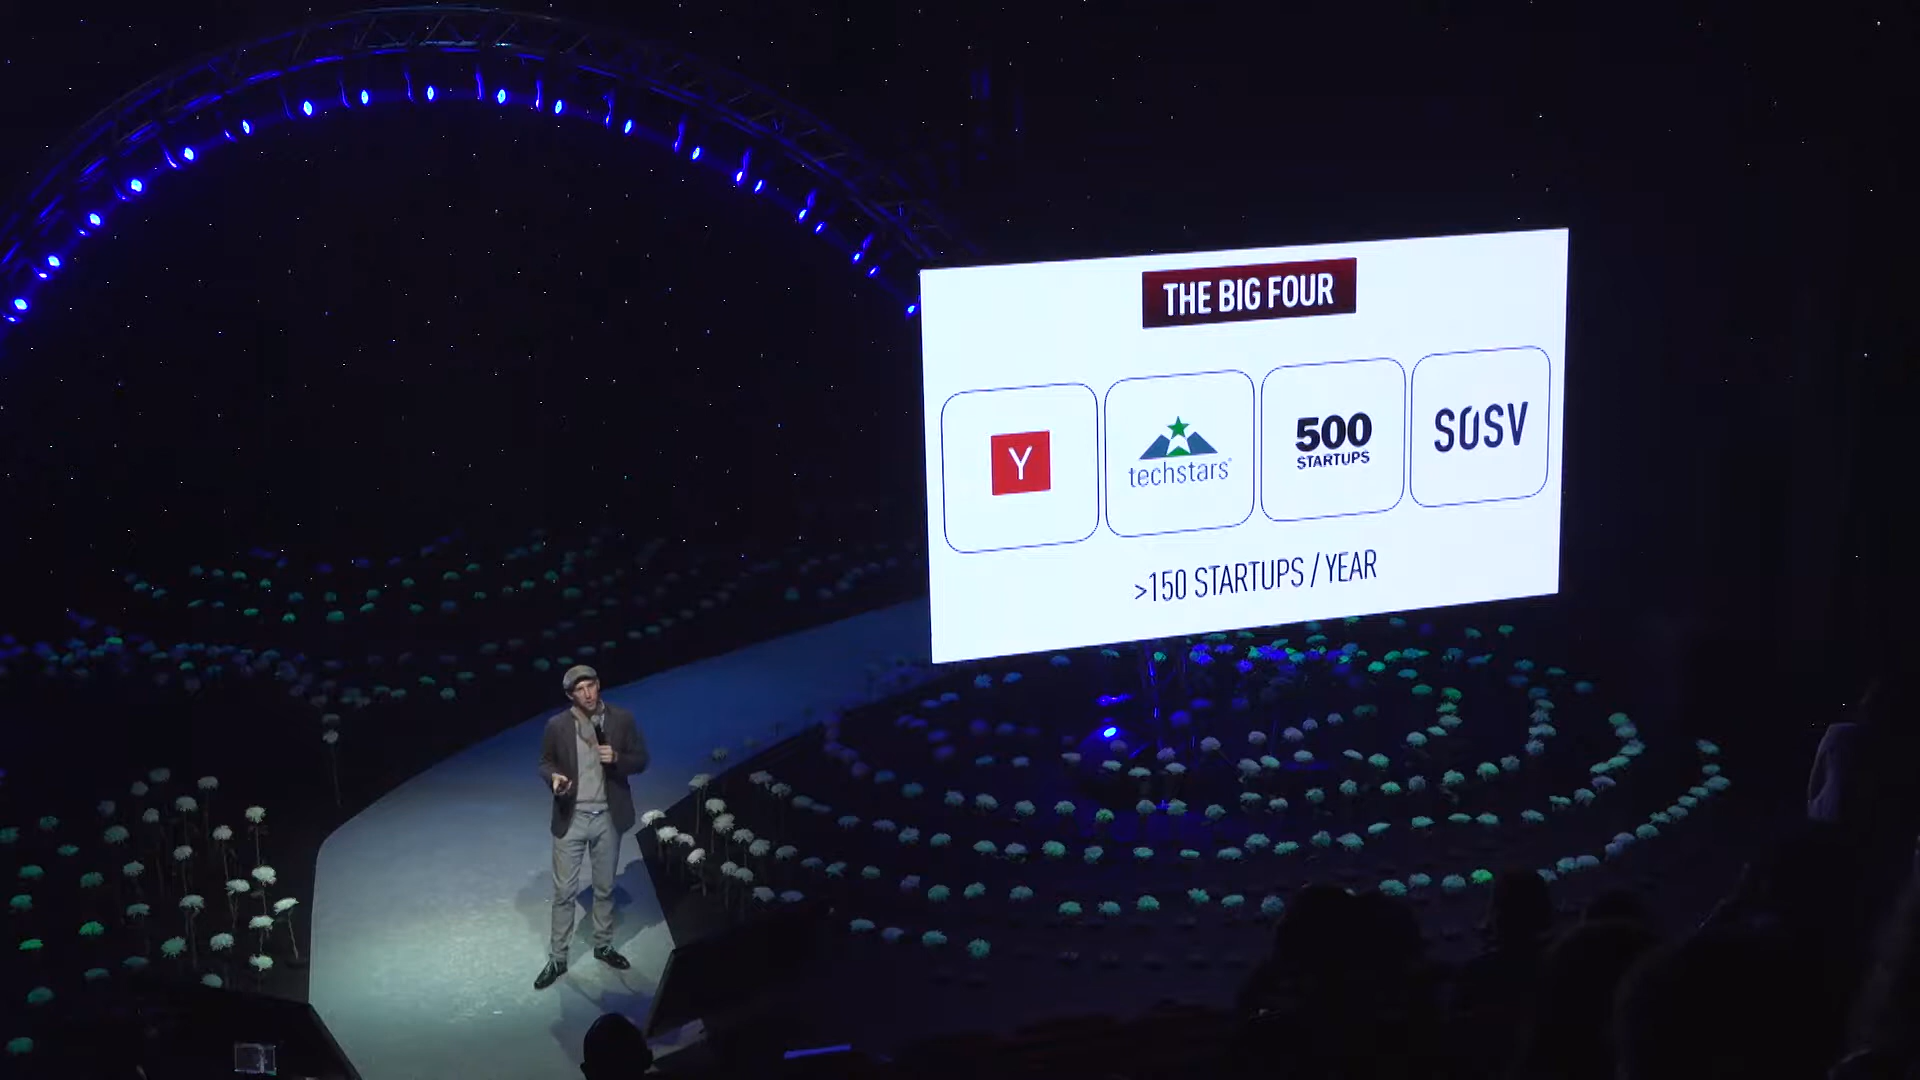 THE BIG FOUR
Y
techstars
500
STARTUPS
SOSV
>150 STARTUPS / YEAR